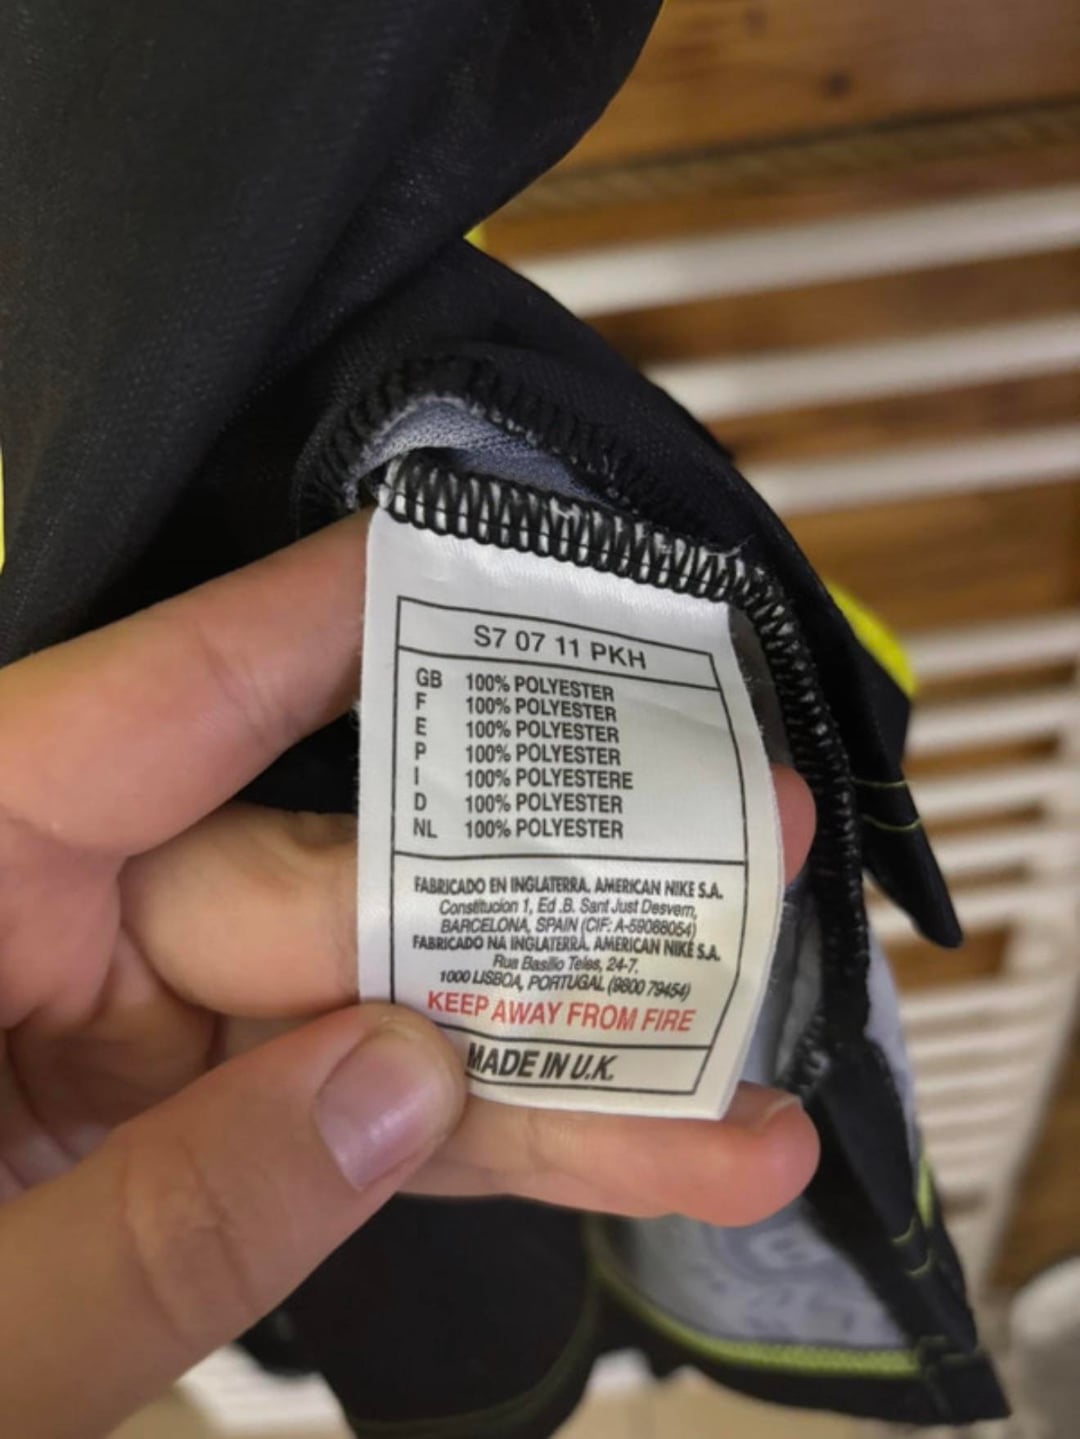 S7 07 11 PKH
GB 100% POLYESTER
F 100% POLYESTER
E 100% POLYESTER
P 100% POLYESTER
I 100% POLYESTERE
D 100% POLYESTER
NL 100% POLYESTER
FABRICADO EN INGLATERRA. AMERICAN NIKE S.A.
Constitucion 1, Ed .B. Sant Just Desvern,
BARCELONA, SPAIN (CIF: A-59088054)
FABRICADO NA INGLATERRA. AMERICAN NIKE S.A.
Rua Basilio Teles, 24-7.
1000 LISBOA, PORTUGAL (9800 79454)
KEEP AWAY FROM FIRE
MADE IN U.K.